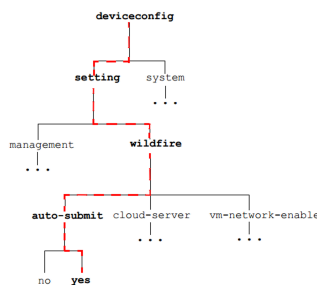 deviceconfig
setting system
...
management wildfire
...
auto-submit cloud-server vm-network-enable
... ...
no yes